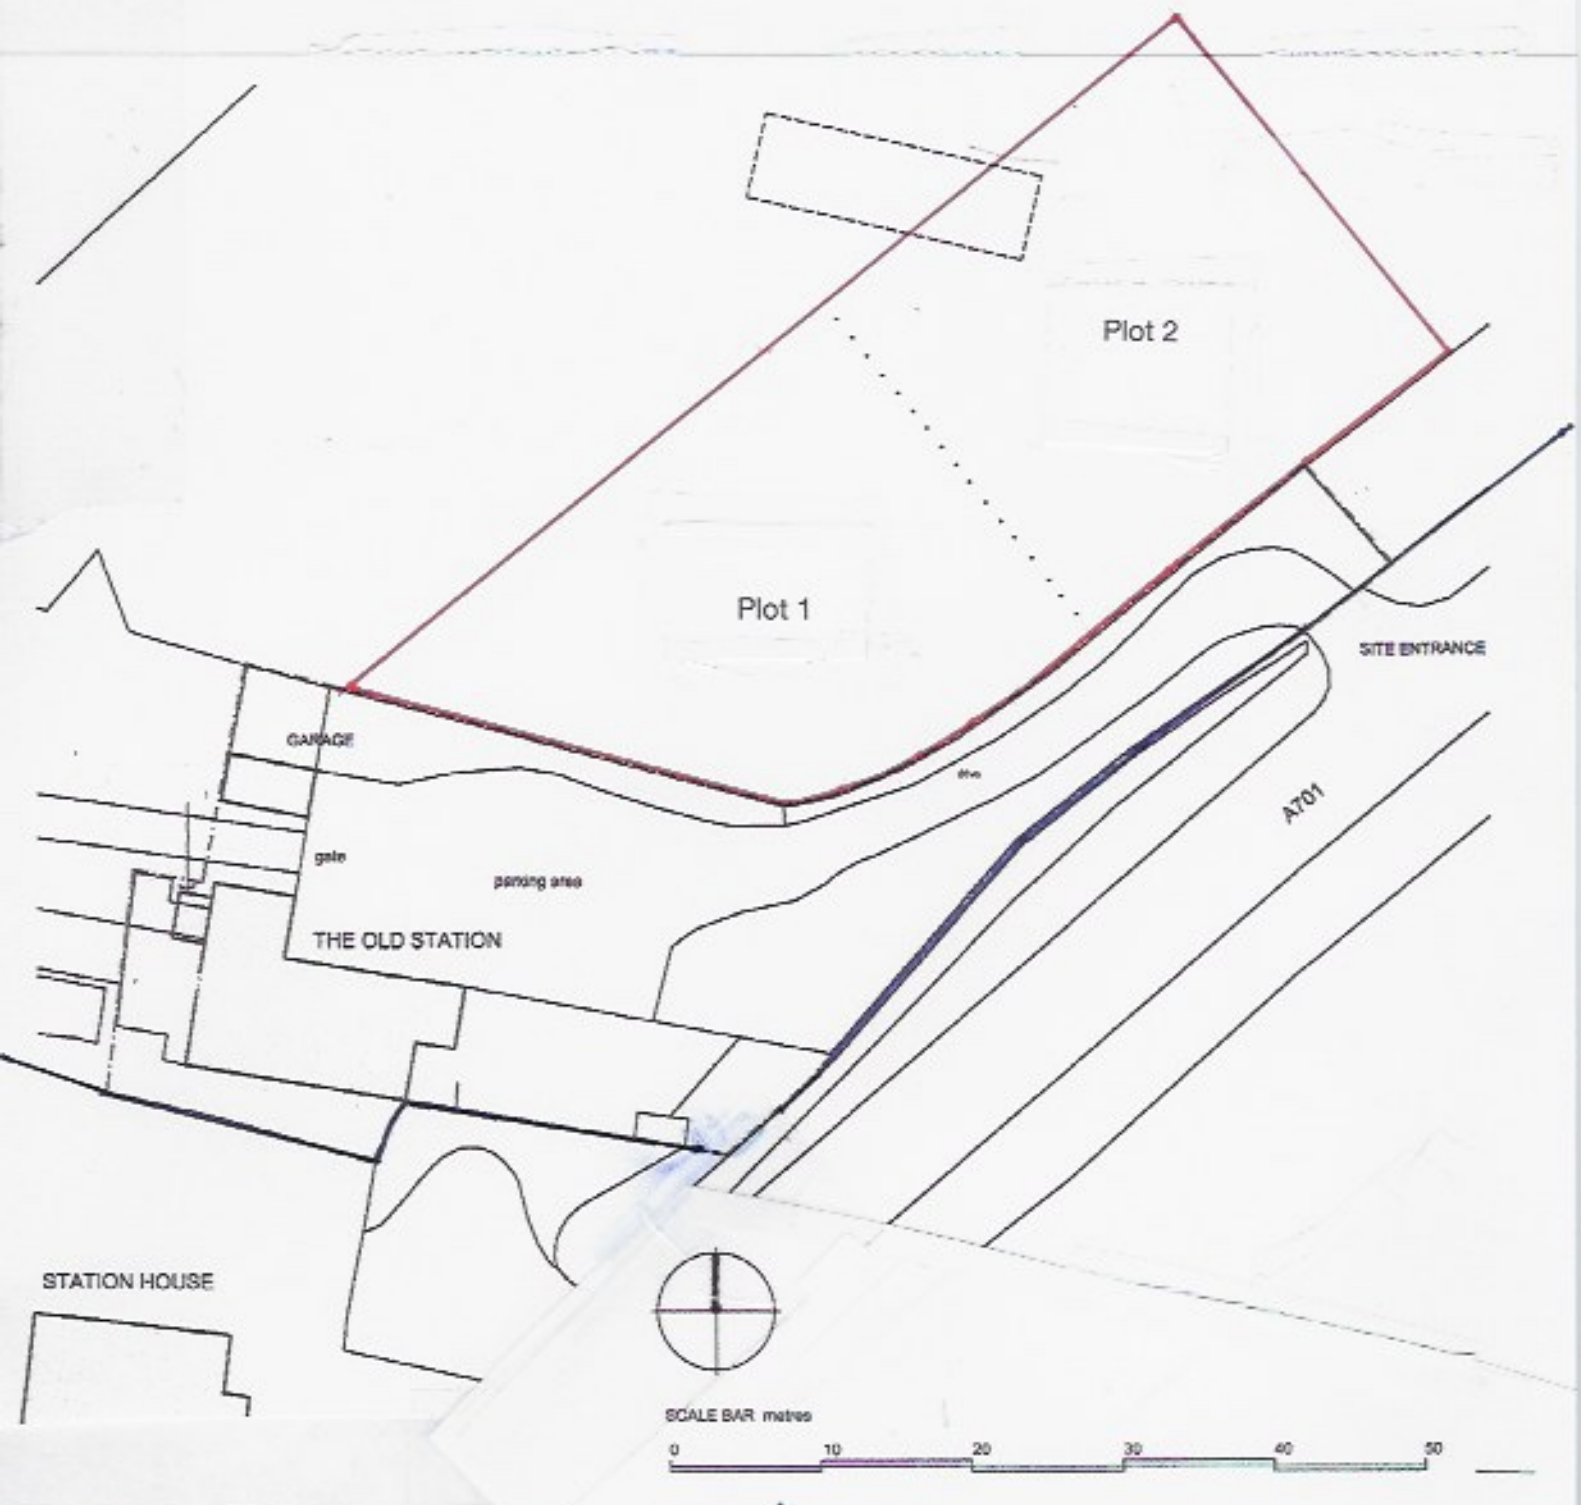 Plot 2
Plot 1
SITE ENTRANCE
GARAGE
drive
A701
gate
parking area
THE OLD STATION
STATION HOUSE
SCALE BAR metres
0 10 20 30 40 50